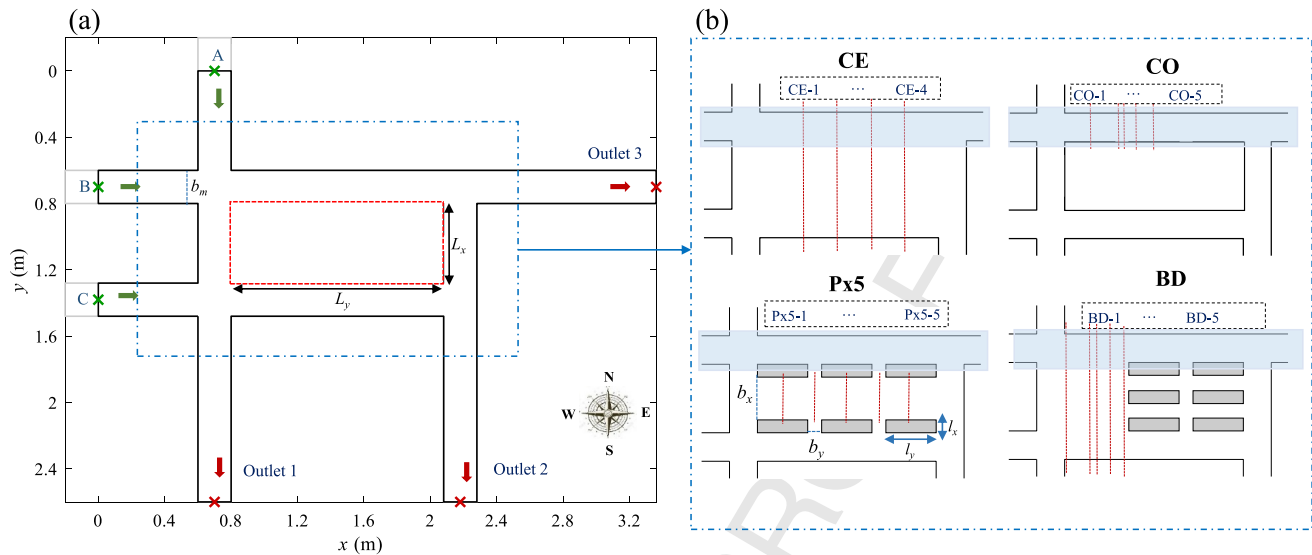 (a)
(b)
A
0
0.4
0.8
1.2
1.6
2
2.4
y (m)
B
b_m
Outlet 3
C
L_x
L_y
N
W E
S
Outlet 1
Outlet 2
0 0.4 0.8 1.2 1.6 2 2.4 2.8 3.2
x (m)
CE
CE-1 ... CE-4
CO
CO-1 ... CO-5
Px5
Px5-1 ... Px5-5
b_x
b_y
l_y
l_x
BD
BD-1 ... BD-5